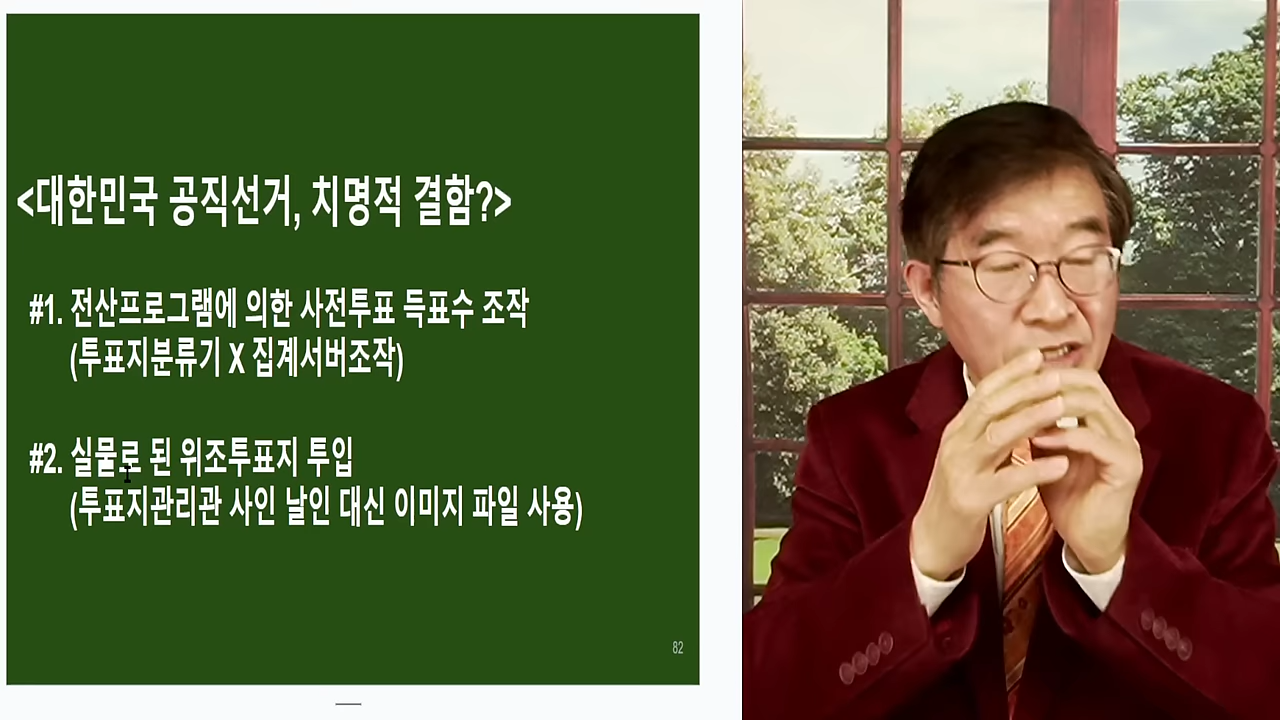 <대한민국 공직선거, 치명적 결함?>
#1. 전산프로그램에 의한 사전투표 득표수 조작
(투표지분류기 X 집계서버조작)
#2. 실물로 된 위조투표지 투입
(투표지관리관 사인 날인 대신 이미지 파일 사용)
82